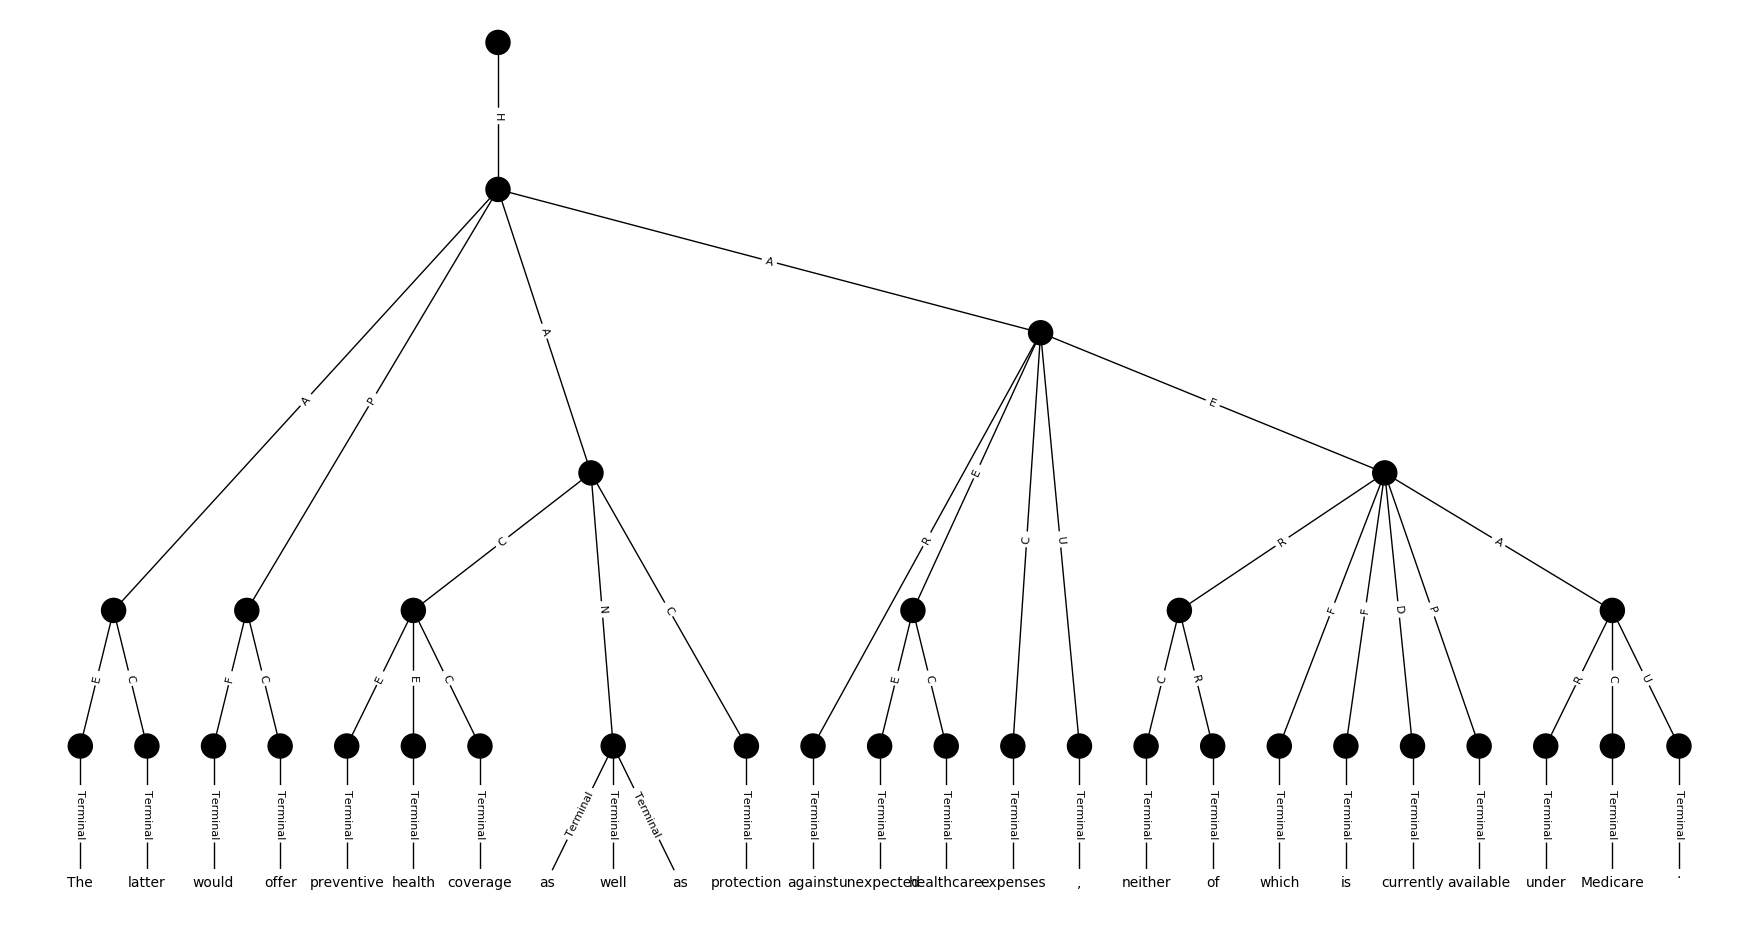 H
A
A
E
A
P
E
R
C
U
C
R
A
C
N
F
F
D
P
E
C
F
C
E
E
C
E
C
C
R
R
C
U
Terminal Terminal Terminal Terminal Terminal Terminal Terminal Terminal Terminal Terminal Terminal Terminal Terminal Terminal Terminal Terminal Terminal Terminal Terminal Terminal Terminal Terminal Terminal Terminal Terminal
The latter would offer preventive health coverage as well as protection against unexpected healthcare expenses , neither of which is currently available under Medicare .